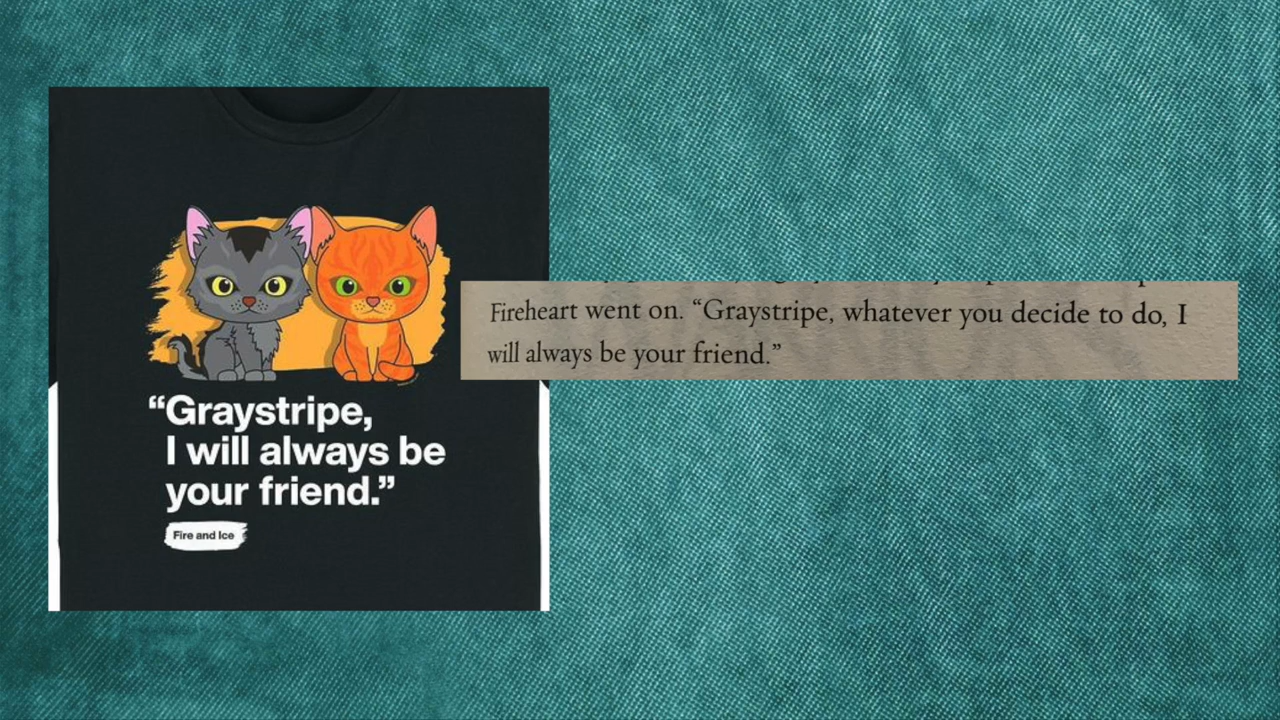 “Graystripe,
I will always be
your friend.”
Fire and Ice
Fireheart went on. “Graystripe, whatever you decide to do, I
will always be your friend.”